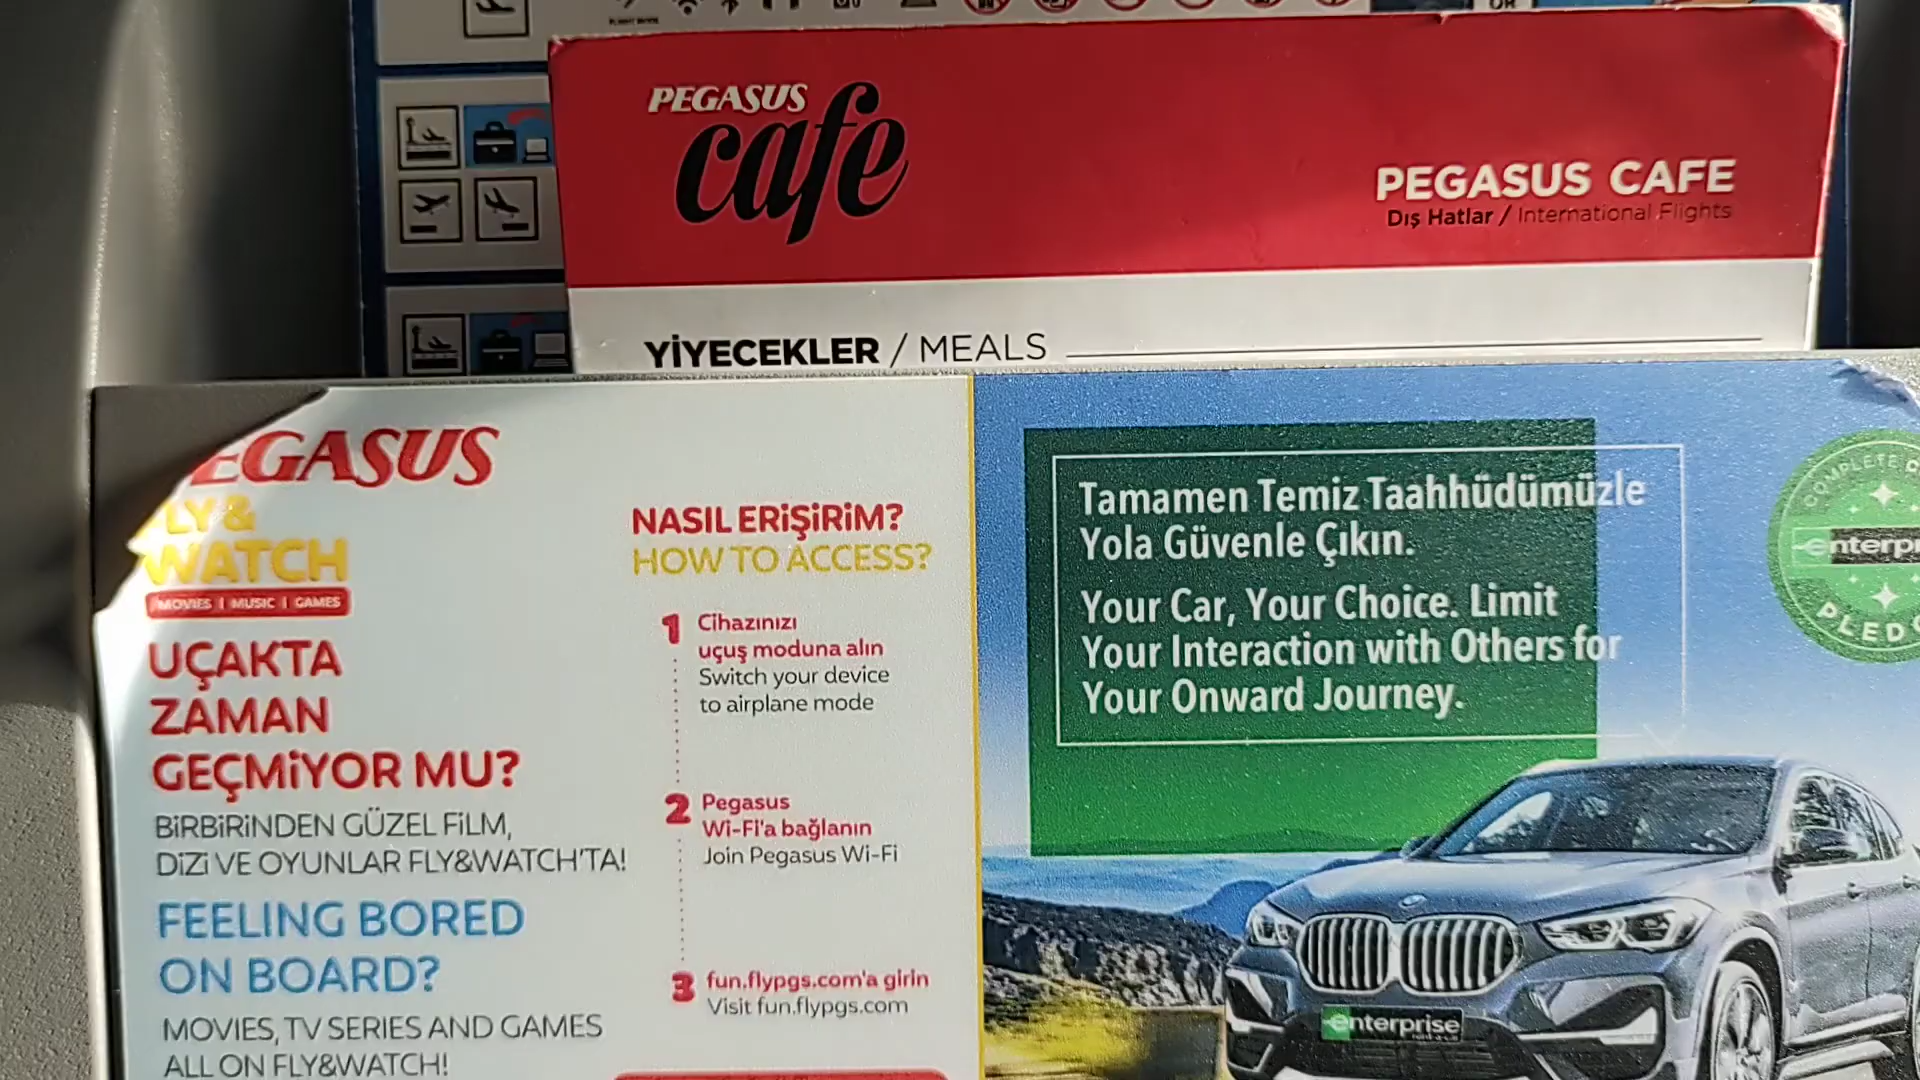 OR
PEGASUS
cafe
PEGASUS CAFE
Dış Hatlar / International Flights
YİYECEKLER / MEALS
EGASUS
LY &
WATCH
MOVIES | MUSIC | GAMES
UÇAKTA
ZAMAN
GEÇMİYOR MU?
BİRBİRİNDEN GÜZEL FİLM,
DİZİ VE OYUNLAR FLY&WATCH'TA!
FEELING BORED
ON BOARD?
MOVIES, TV SERIES AND GAMES
ALL ON FLY&WATCH!
NASIL ERİŞİRİM?
HOW TO ACCESS?
1 Cihazınızı
uçuş moduna alın
Switch your device
to airplane mode
2 Pegasus
Wi-Fi'a bağlanın
Join Pegasus Wi-Fi
3 fun.flypgs.com'a girin
Visit fun.flypgs.com
Tamamen Temiz Taahhüdümüzle
Yola Güvenle Çıkın.
Your Car, Your Choice. Limit
Your Interaction with Others for
Your Onward Journey.
COMPLETE C
enterpr
PLEDG
enterprise